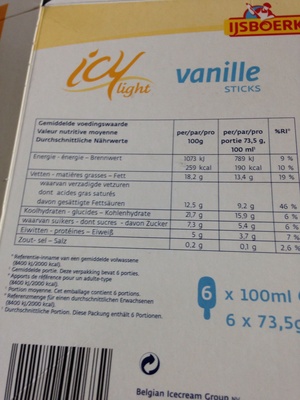 IJSBOERK
icy
light
vanille
STICKS
Gemiddelde voedingswaarde
Valeur nutritive moyenne
Durchschnittliche Nährwerte
per/par/pro
100g
per/par/pro
portie 73,5 g,
100 ml³
%RI⁺
Energie - énergie – Brennwert 1073 kJ 789 kJ 9 %
259 kcal 190 kcal 10 %
Vetten - matières grasses – Fett 18,2 g 13,4 g 19 %
waarvan verzadigde vetzuren
dont acides gras saturés
davon gesättigte Fettsäuren 12,5 g 9,2 g 46 %
Koolhydraten - glucides – Kohlenhydrate 21,7 g 15,9 g 6 %
waarvan suikers - dont sucres - davon Zucker 7,3 g 5,4 g 6 %
Eiwitten - protéines – Eiweiß 5 g 3,7 g 7 %
Zout- sel – Salz 0,2 g 0,1 g 2,6 %
Referentie-inname van een gemiddelde volwassene
(8400 kJ/2000 kcal).
Gemiddelde portie. Deze verpakking bevat 6 porties.
Apports de référence pour un adulte-type
(8400 kJ/2000 kcal).
Portion moyenne. Cet emballage contient 6 portions.
Referenzmenge für einen durchschnittlichen Erwachsenen
(8400 kJ/2000 kcal).
Durchschnittliche Portion. Diese Packung enthält 6 Portionen.
6 x 100ml
6 x 73,5g
Belgian Icecream Group